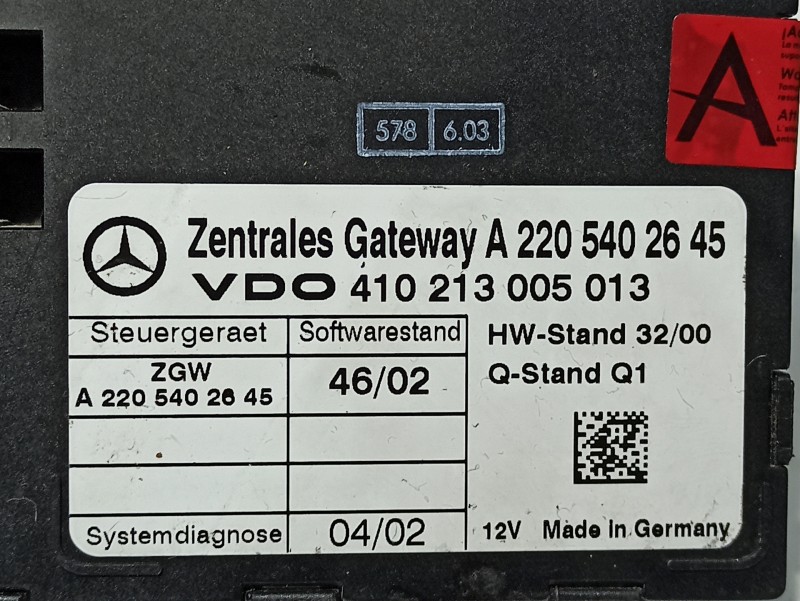 578 6.03
A
Zentrales Gateway A 220 540 26 45
VDO 410 213 005 013
Steuergeraet Softwarestand HW-Stand 32/00
ZGW
A 220 540 26 45 46/02 Q-Stand Q1
Systemdiagnose 04/02 12V Made In Germany